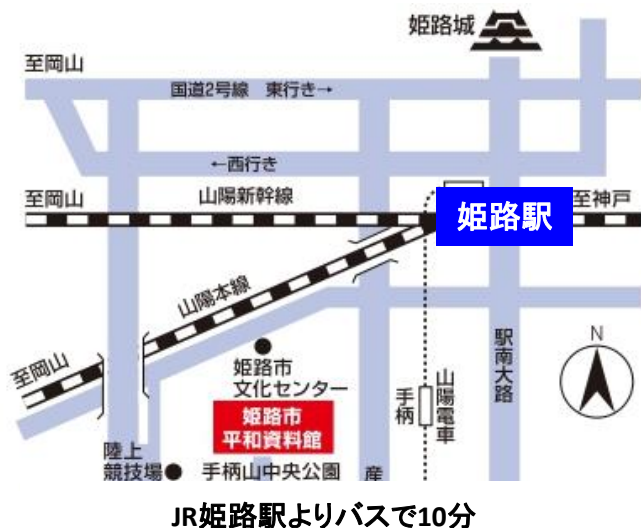 姫路城
至岡山
国道2号線 東行き→
←西行き
至岡山
山陽新幹線
姫路駅
至神戸
山陽本線
至岡山
姫路市
文化センター
姫路市
平和資料館
陸上
競技場
手柄山中央公園
産
手柄
山陽電車
駅南大路
N
JR姫路駅よりバスで10分